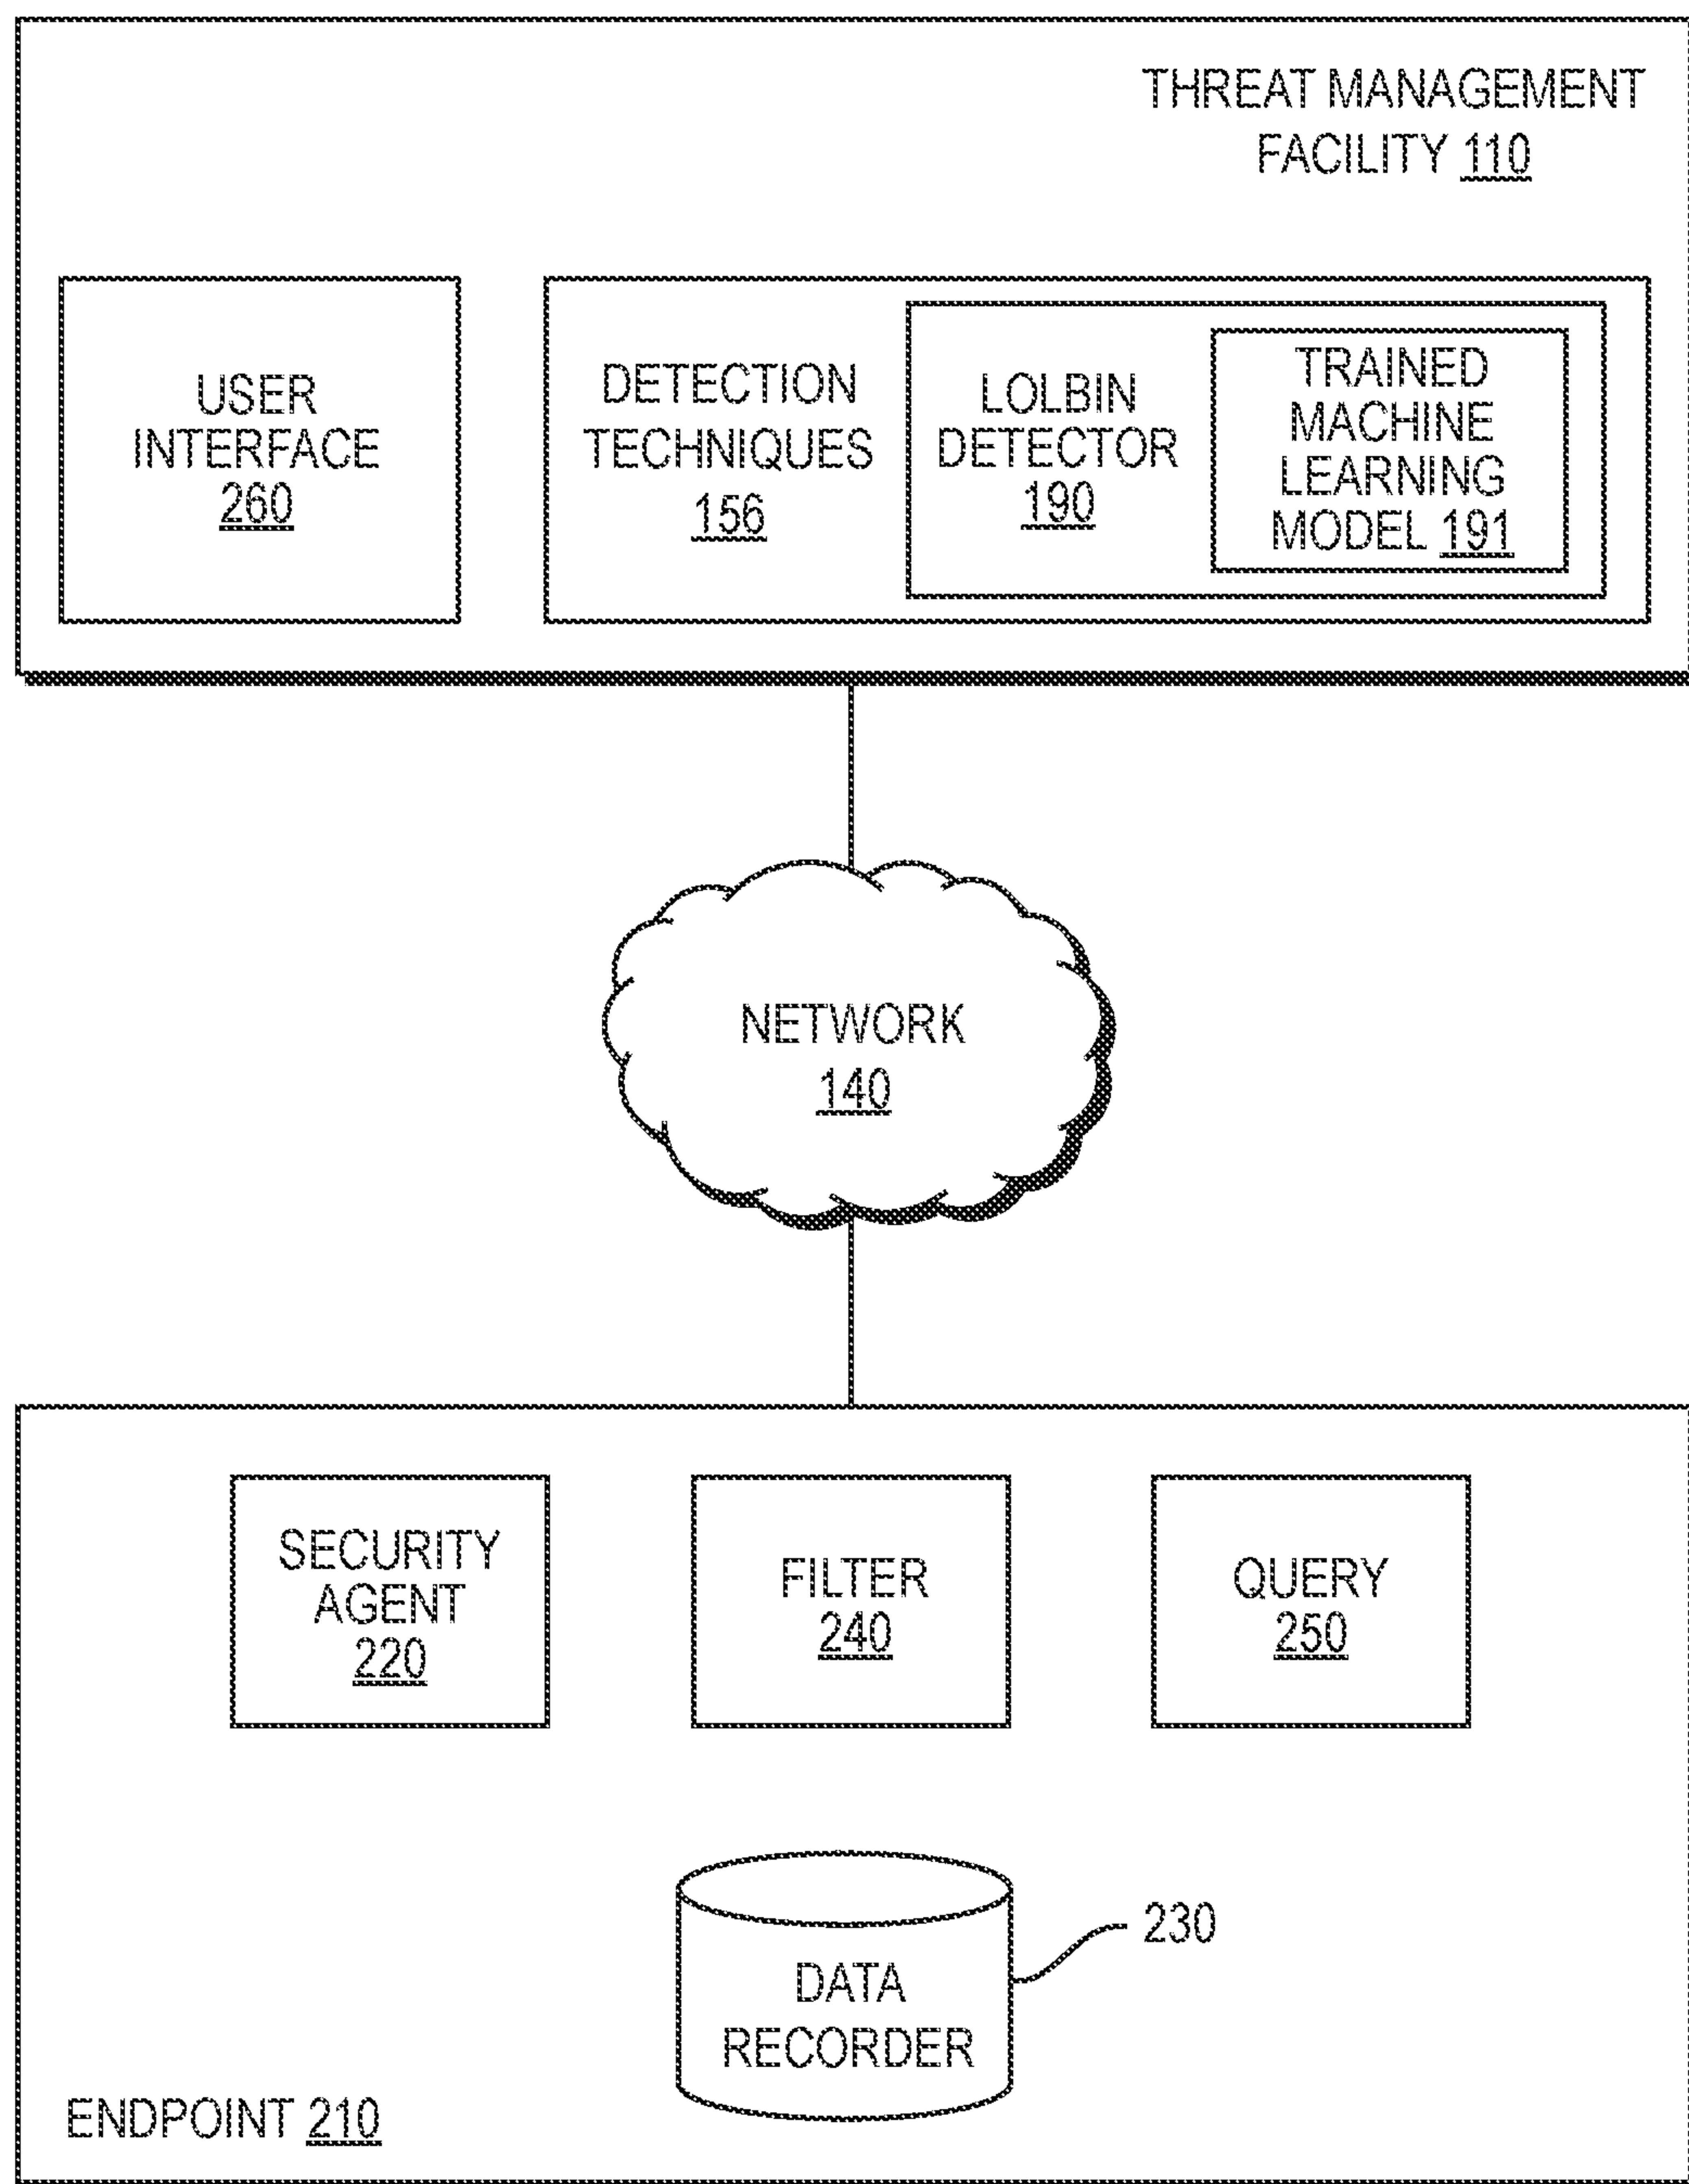 THREAT MANAGEMENT
FACILITY 110
USER
INTERFACE
260
DETECTION
TECHNIQUES
156
LOLBIN
DETECTOR
190
TRAINED
MACHINE
LEARNING
MODEL 191
NETWORK
140
SECURITY
AGENT
220
FILTER
240
QUERY
250
230
DATA
RECORDER
ENDPOINT 210